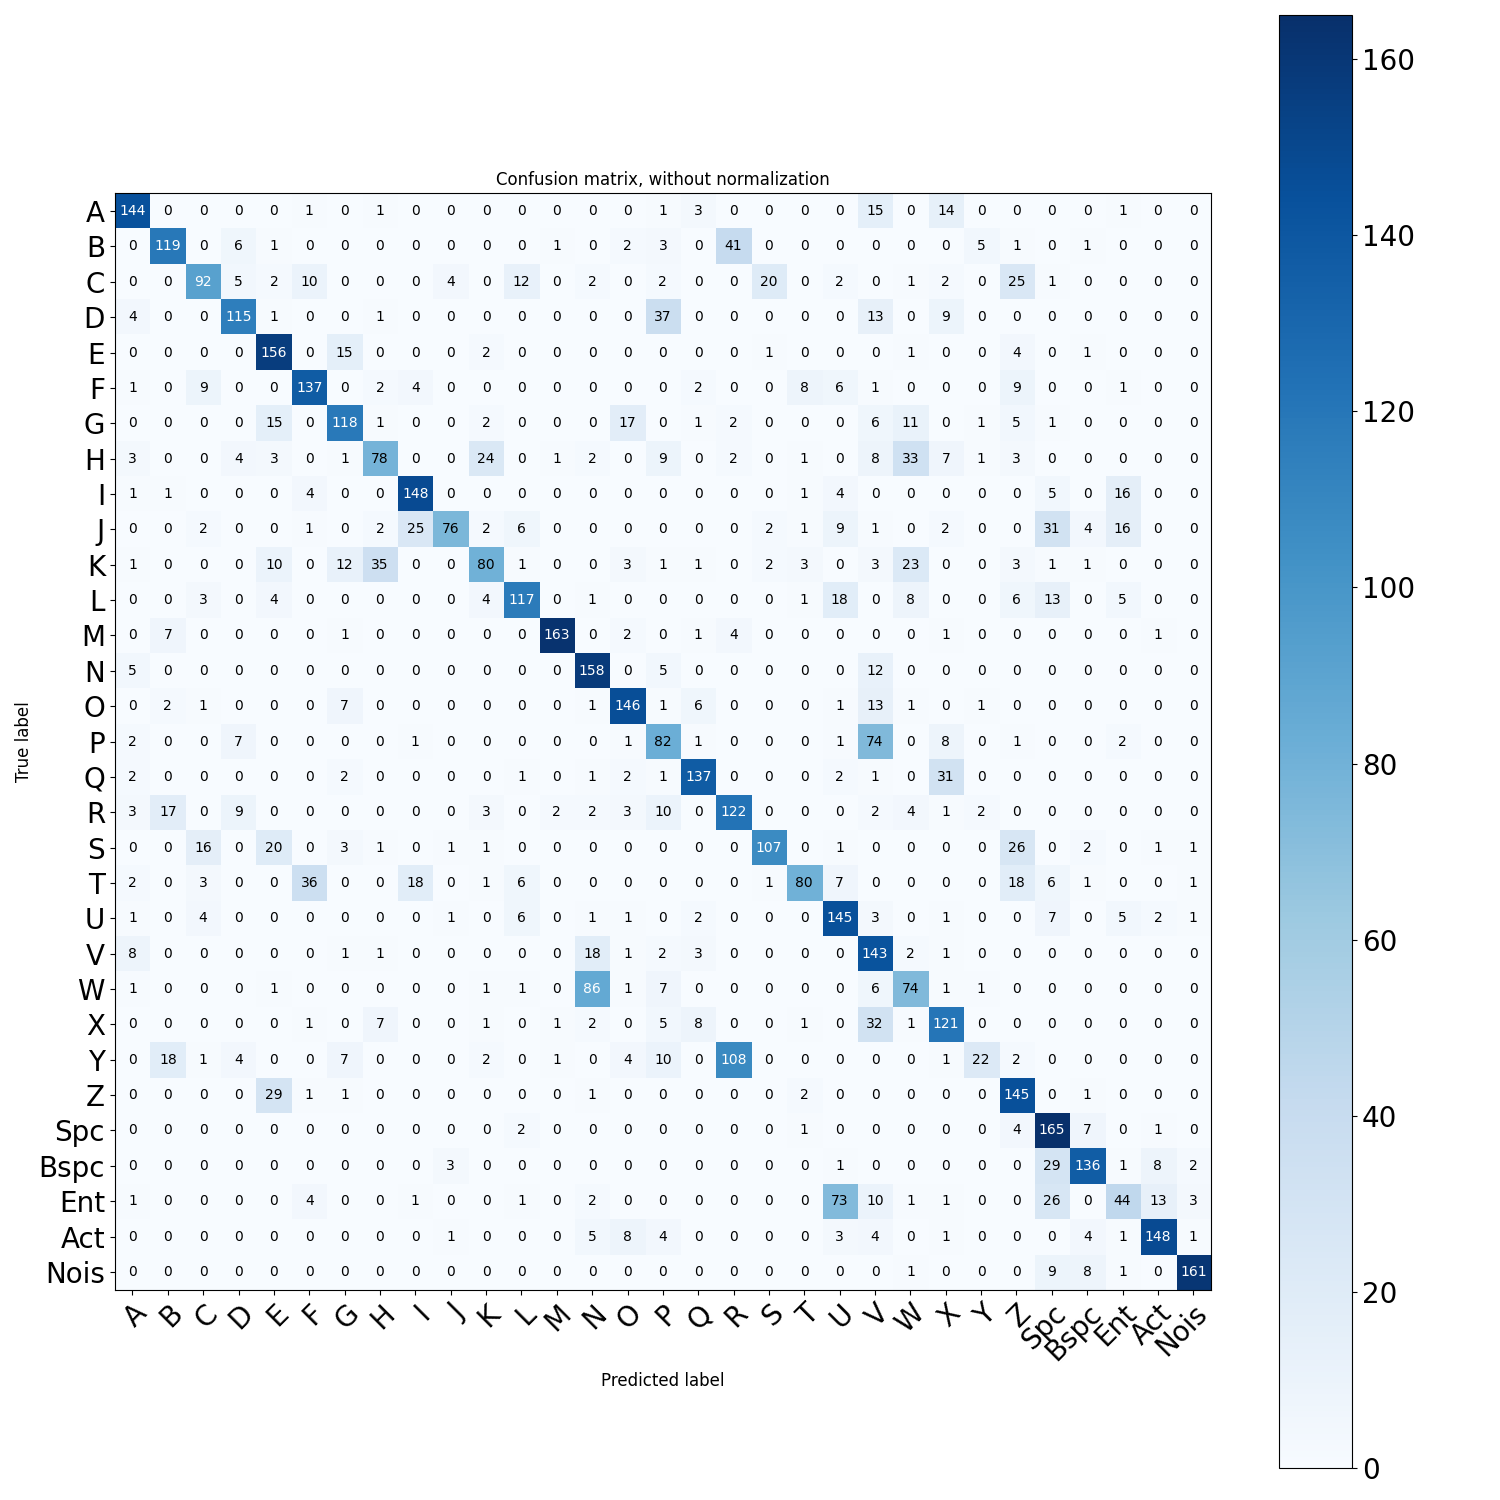 Confusion matrix, without normalization
A 144 0 0 0 0 1 0 1 0 0 0 0 0 0 0 1 3 0 0 0 0 15 0 14 0 0 0 0 1 0 0
B 0 119 0 6 1 0 0 0 0 0 0 0 1 0 2 3 0 41 0 0 0 0 0 0 5 1 0 1 0 0 0
C 0 0 92 5 2 10 0 0 0 4 0 12 0 2 0 2 0 0 20 0 2 0 1 2 0 25 1 0 0 0 0
D 4 0 0 115 1 0 0 1 0 0 0 0 0 0 0 37 0 0 0 0 0 13 0 9 0 0 0 0 0 0 0
E 0 0 0 0 156 0 15 0 0 0 2 0 0 0 0 0 0 0 1 0 0 0 1 0 0 4 0 1 0 0 0
F 1 0 9 0 0 137 0 2 4 0 0 0 0 0 0 0 2 0 0 8 6 1 0 0 0 9 0 0 1 0 0
G 0 0 0 0 15 0 118 1 0 0 2 0 0 0 17 0 1 2 0 0 0 6 11 0 1 5 1 0 0 0 0
H 3 0 0 4 3 0 1 78 0 0 24 0 1 2 0 9 0 2 0 1 0 8 33 7 1 3 0 0 0 0 0
I 1 1 0 0 0 4 0 0 148 0 0 0 0 0 0 0 0 0 0 1 4 0 0 0 0 0 5 0 16 0 0
J 0 0 2 0 0 1 0 2 25 76 2 6 0 0 0 0 0 0 2 1 9 1 0 2 0 0 31 4 16 0 0
K 1 0 0 0 10 0 12 35 0 0 80 1 0 0 3 1 1 0 2 3 0 3 23 0 0 3 1 1 0 0 0
L 0 0 3 0 4 0 0 0 0 0 4 117 0 1 0 0 0 0 0 1 18 0 8 0 0 6 13 0 5 0 0
M 0 7 0 0 0 0 1 0 0 0 0 0 163 0 2 0 1 4 0 0 0 0 0 1 0 0 0 0 0 1 0
N 5 0 0 0 0 0 0 0 0 0 0 0 0 158 0 5 0 0 0 0 0 12 0 0 0 0 0 0 0 0 0
O 0 2 1 0 0 0 7 0 0 0 0 0 0 1 146 1 6 0 0 0 1 13 1 0 1 0 0 0 0 0 0
P 2 0 0 7 0 0 0 0 1 0 0 0 0 0 1 82 1 0 0 0 1 74 0 8 0 1 0 0 2 0 0
Q 2 0 0 0 0 0 2 0 0 0 0 1 0 1 2 1 137 0 0 0 2 1 0 31 0 0 0 0 0 0 0
R 3 17 0 9 0 0 0 0 0 0 3 0 2 2 3 10 0 122 0 0 0 2 4 1 2 0 0 0 0 0 0
S 0 0 16 0 20 0 3 1 0 1 1 0 0 0 0 0 0 0 107 0 1 0 0 0 0 26 0 2 0 1 1
T 2 0 3 0 0 36 0 0 18 0 1 6 0 0 0 0 0 0 1 80 7 0 0 0 0 18 6 1 0 0 1
U 1 0 4 0 0 0 0 0 0 1 0 6 0 1 1 0 2 0 0 0 145 3 0 1 0 0 7 0 5 2 1
V 8 0 0 0 0 0 1 1 0 0 0 0 0 18 1 2 3 0 0 0 0 143 2 1 0 0 0 0 0 0 0
W 1 0 0 0 1 0 0 0 0 0 1 1 0 86 1 7 0 0 0 0 0 6 74 1 1 0 0 0 0 0 0
X 0 0 0 0 0 1 0 7 0 0 1 0 1 2 0 5 8 0 0 1 0 32 1 121 0 0 0 0 0 0 0
Y 0 18 1 4 0 0 7 0 0 0 2 0 1 0 4 10 0 108 0 0 0 0 0 1 22 2 0 0 0 0 0
Z 0 0 0 0 29 1 1 0 0 0 0 0 0 1 0 0 0 0 0 2 0 0 0 0 0 145 0 1 0 0 0
Spc 0 0 0 0 0 0 0 0 0 0 0 2 0 0 0 0 0 0 0 1 0 0 0 0 0 4 165 7 0 1 0
Bspc 0 0 0 0 0 0 0 0 0 3 0 0 0 0 0 0 0 0 0 0 1 0 0 0 0 0 29 136 1 8 2
Ent 1 0 0 0 0 4 0 0 1 0 0 1 0 2 0 0 0 0 0 0 73 10 1 1 0 0 26 0 44 13 3
Act 0 0 0 0 0 0 0 0 0 1 0 0 0 5 8 4 0 0 0 0 3 4 0 1 0 0 0 4 1 148 1
Nois 0 0 0 0 0 0 0 0 0 0 0 0 0 0 0 0 0 0 0 0 0 0 1 0 0 0 9 8 1 0 161
A B C D E F G H I J K L M N O P Q R S T U V W X Y Z Spc Bspc Ent Act Nois
Predicted label
True label
160
140
120
100
80
60
40
20
0